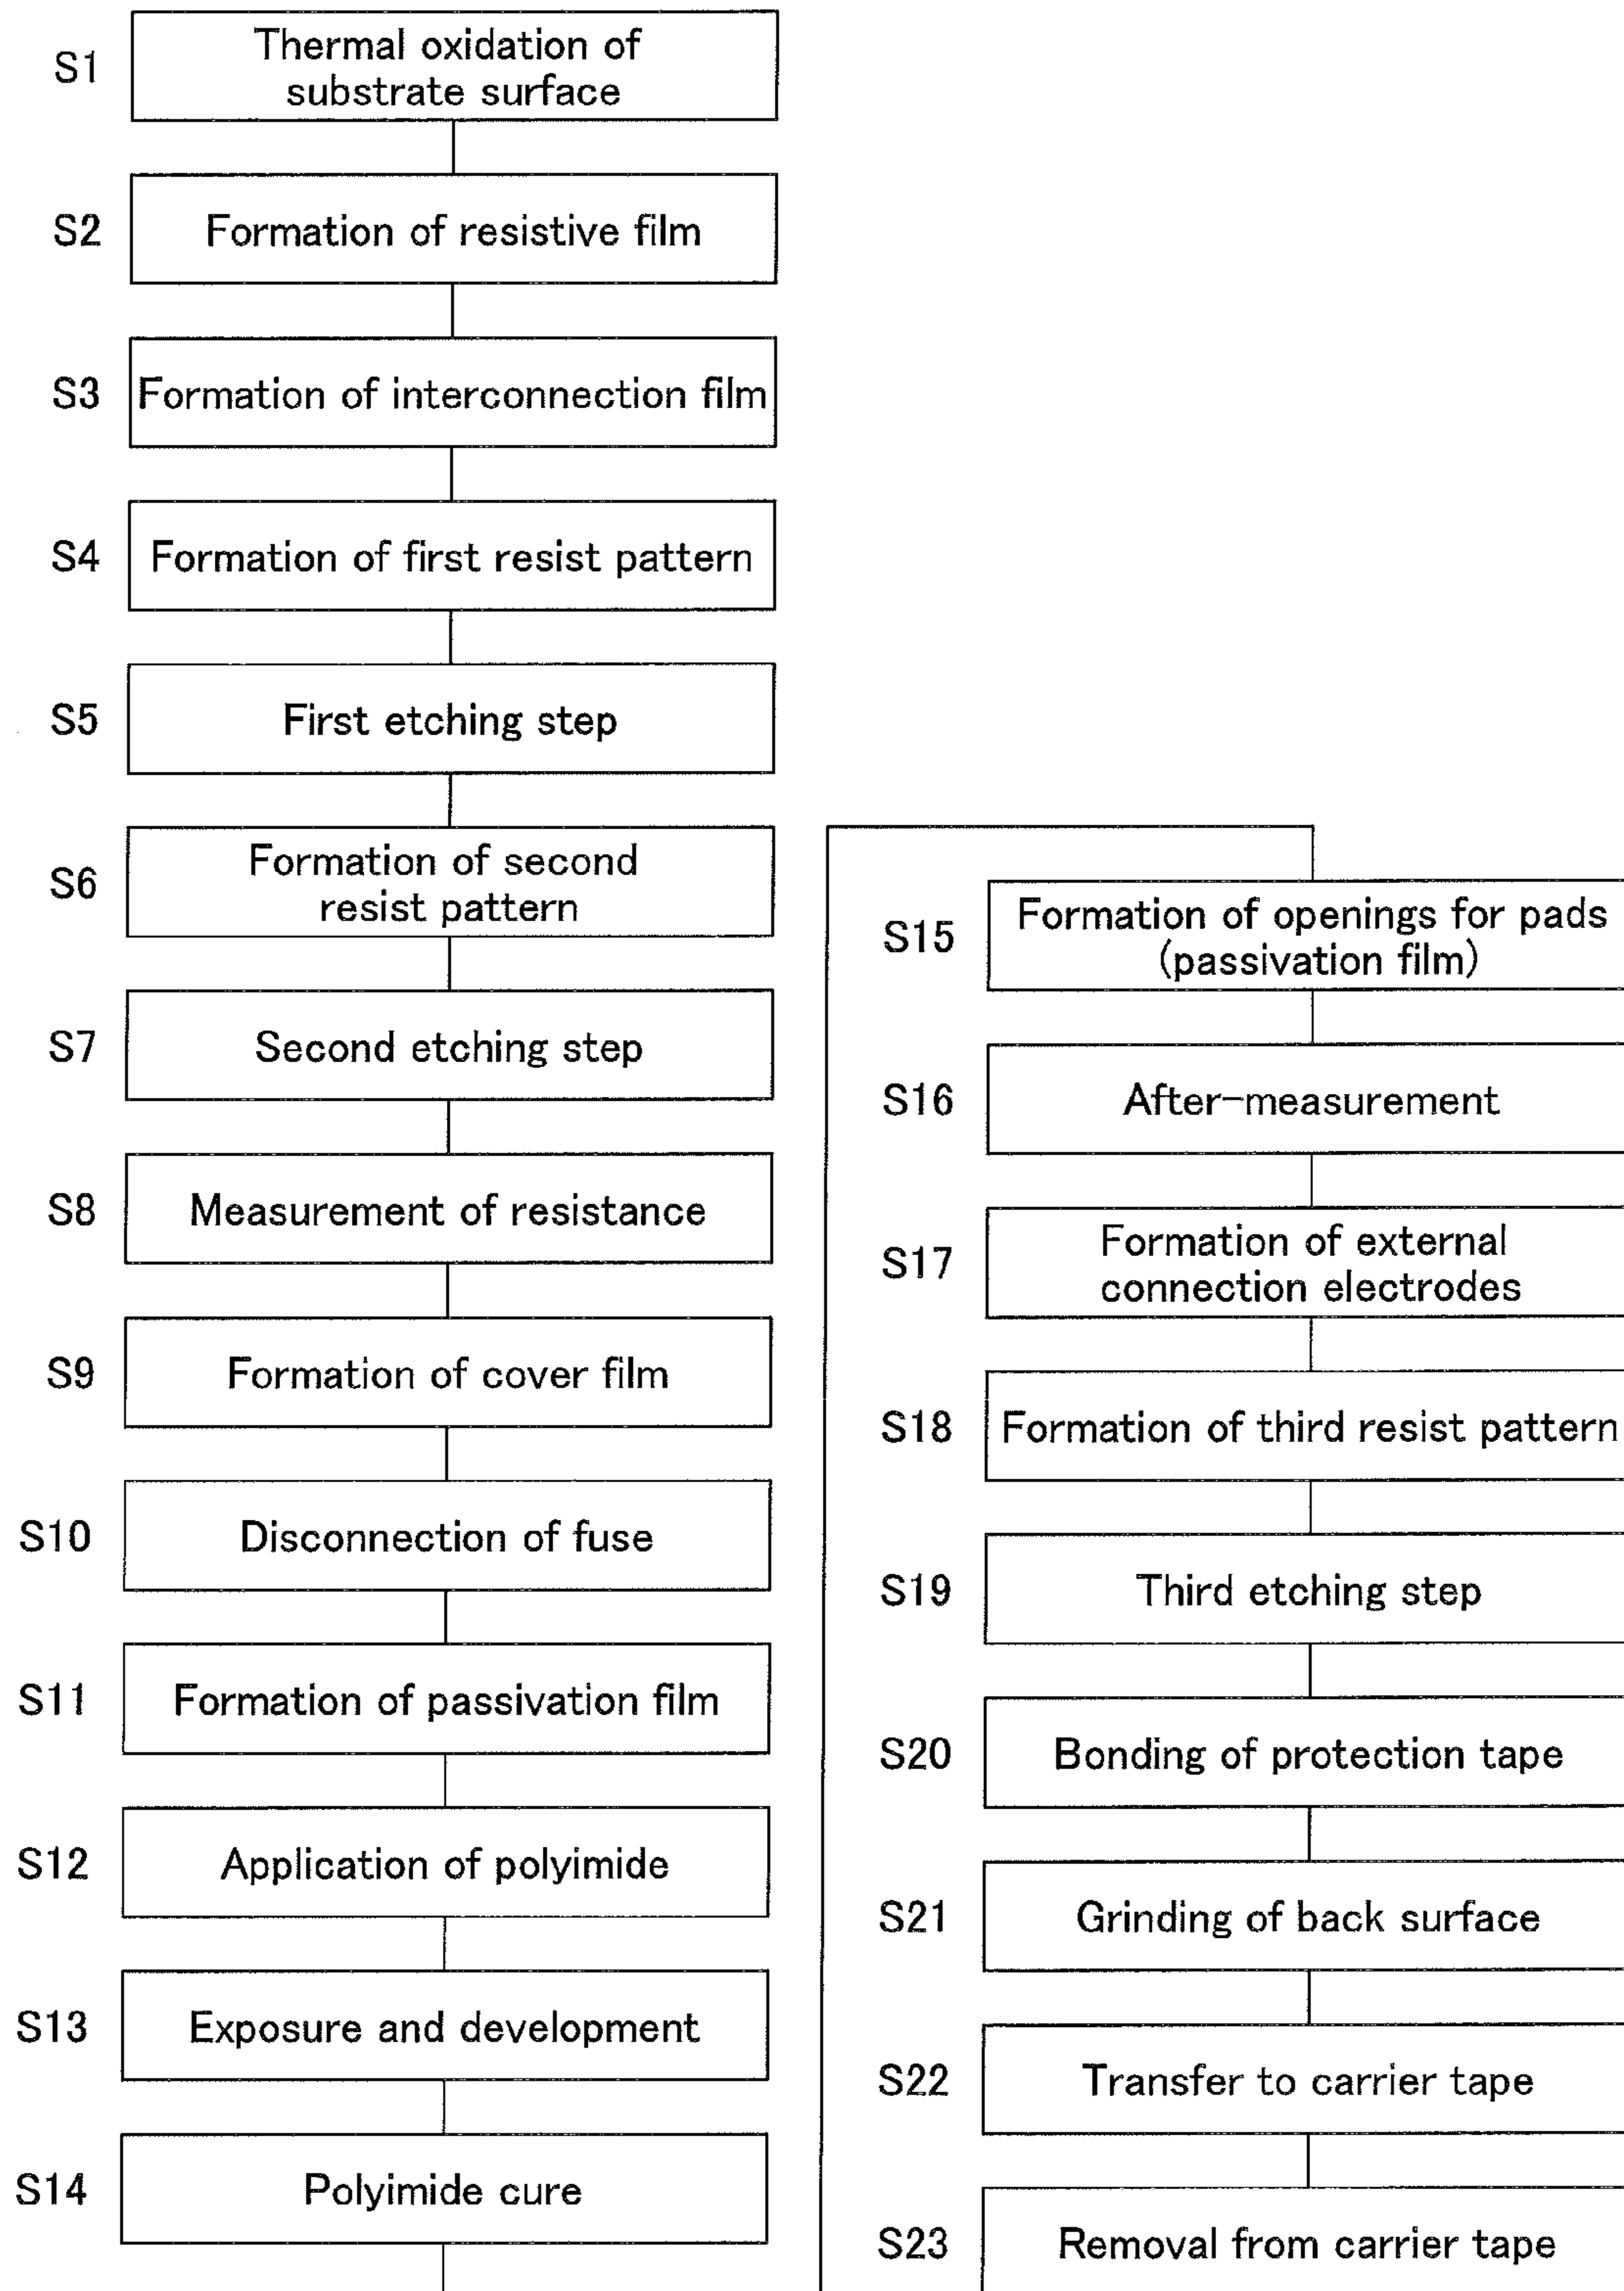 S1
Thermal oxidation of
substrate surface
S2
Formation of resistive film
S3
Formation of interconnection film
S4
Formation of first resist pattern
S5
First etching step
S6
Formation of second
resist pattern
S7
Second etching step
S8
Measurement of resistance
S9
Formation of cover film
S10
Disconnection of fuse
S11
Formation of passivation film
S12
Application of polyimide
S13
Exposure and development
S14
Polyimide cure
S15
Formation of openings for pads
(passivation film)
S16
After-measurement
S17
Formation of external
connection electrodes
S18
Formation of third resist pattern
S19
Third etching step
S20
Bonding of protection tape
S21
Grinding of back surface
S22
Transfer to carrier tape
S23
Removal from carrier tape